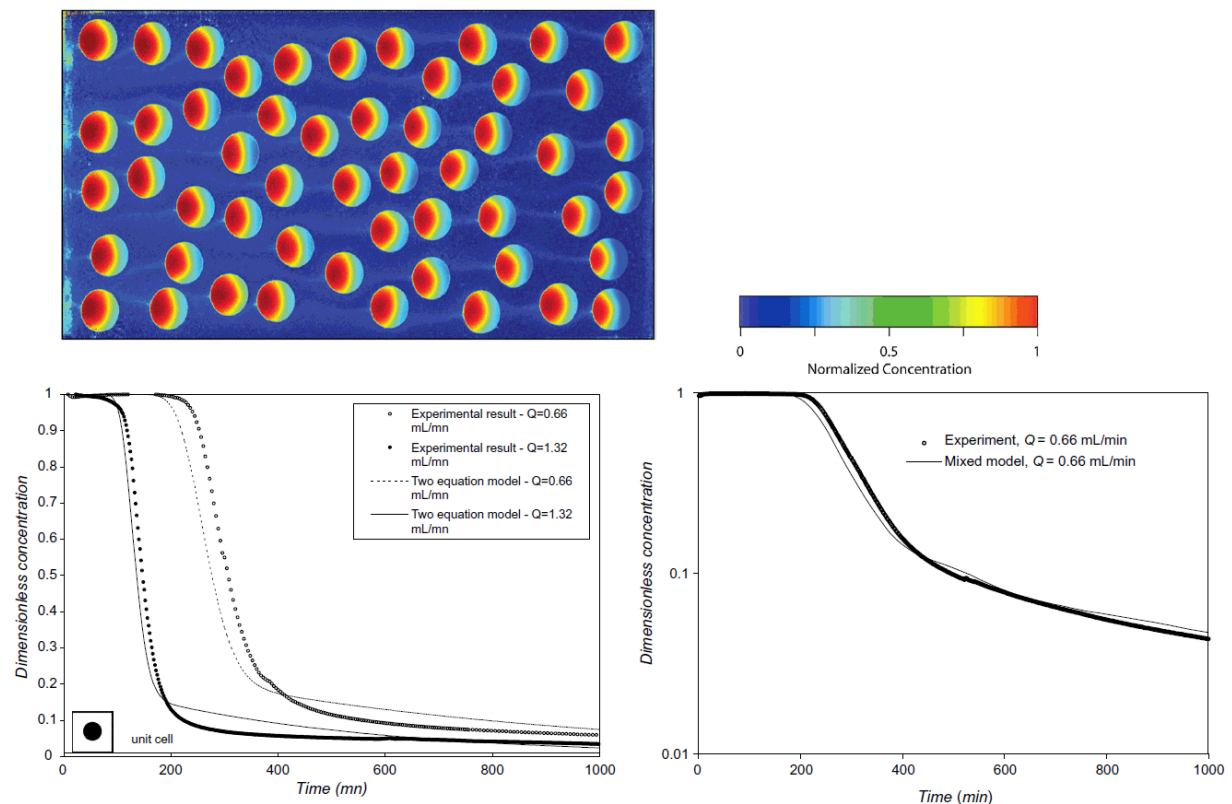 0
0.5
1
Normalized Concentration
1
0.9
0.8
0.7
0.6
0.5
0.4
0.3
0.2
0.1
0
Dimensionless concentration
Experimental result - Q=0.66
mL/mn
Experimental result - Q=1.32
mL/mn
Two equation model - Q=0.66
mL/mn
Two equation model - Q=1.32
mL/mn
unit cell
0
200
400
600
800
1000
Time (mn)
1
0.1
0.01
Dimensionless concentration
Experiment, Q = 0.66 mL/min
Mixed model, Q = 0.66 mL/min
0
200
400
600
800
1000
Time (min)